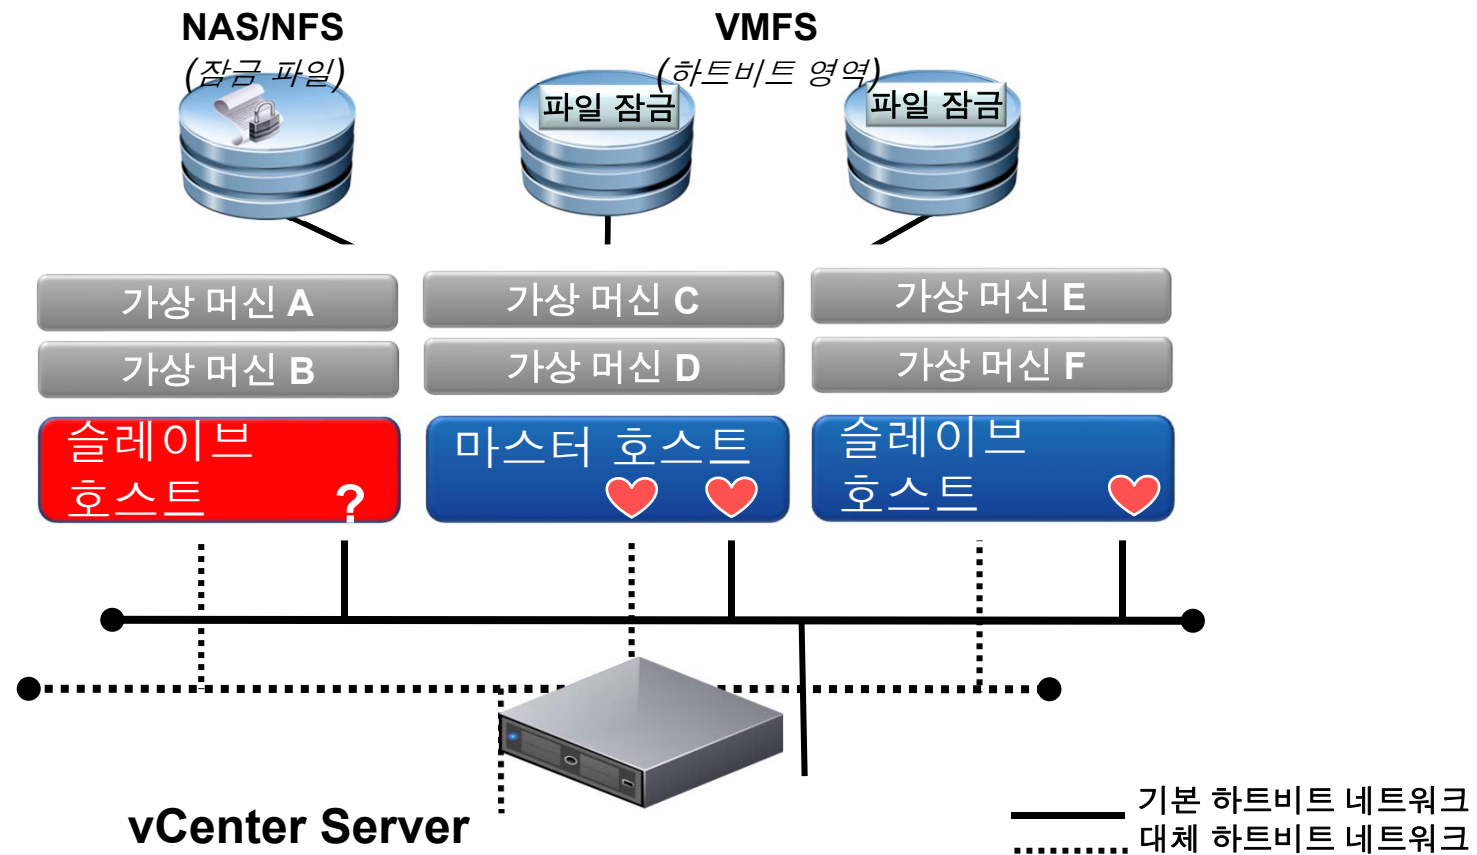 NAS/NFS
(잠금 파일)
VMFS
(하트비트 영역)
파일 잠금
파일 잠금
가상 머신 A
가상 머신 C
가상 머신 E
가상 머신 B
가상 머신 D
가상 머신 F
슬레이브
호스트
?
마스터 호스트
슬레이브
호스트
vCenter Server
기본 하트비트 네트워크
대체 하트비트 네트워크